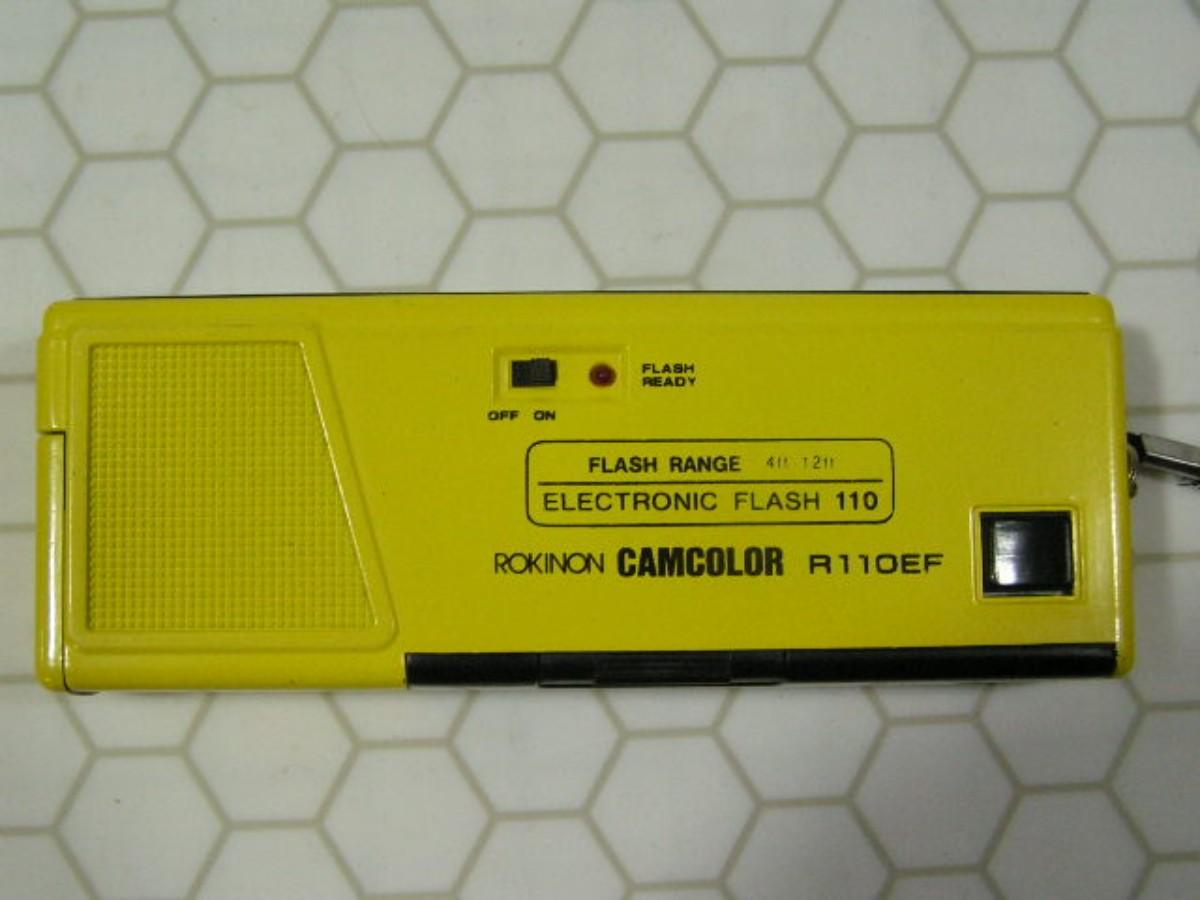 FLASH
READY
OFF ON
FLASH RANGE 4ft 12ft
ELECTRONIC FLASH 110
ROKINON CAMCOLOR R110EF